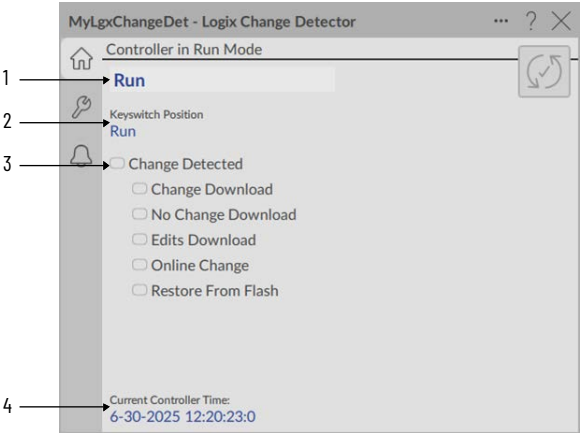 MyLgxChangeDet - Logix Change Detector ... ?
Controller in Run Mode
1
Run
2
Keyswitch Position
Run
3
Change Detected
Change Download
No Change Download
Edits Download
Online Change
Restore From Flash
4
Current Controller Time:
6-30-2025 12:20:23:0